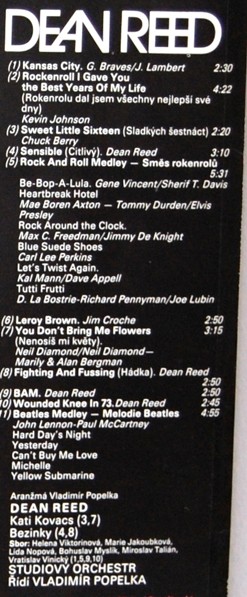 DEAN REED
(1) Kansas City. G. Braves/J. Lambert 2:30
(2) Rockenroll I Gave You
the Best Years Of My Life 4:22
(Rokenrolu dal jsem všechny nejlepší své
dny)
Kevin Johnson
(3) Sweet Little Sixteen (Sladkých šestnáct) 2:20
Chuck Berry
(4) Sensible (Citlivý). Dean Reed 3:10
(5) Rock And Roll Medley — Směs rokenrolů
5:31
Be-Bop-A-Lula. Gene Vincent/Sherif T. Davis
Heartbreak Hotel
Mae Boren Axton — Tommy Durden/Elvis
Presley
Rock Around the Clock.
Max C. Freedman/Jimmy De Knight
Blue Suede Shoes
Carl Lee Perkins
Let's Twist Again.
Kal Mann/Dave Appell
Tutti Frutti
D. La Bostrie-Richard Pennyman/Joe Lubin
(6) Leroy Brown. Jim Croche 2:50
(7) You Don't Bring Me Flowers 3:15
(Nenosíš mi květy).
Neil Diamond/Neil Diamond —
Marily & Alan Bergman
(8) Fighting And Fussing (Hádka). Dean Reed
2:50
(9) BAM. Dean Reed 2:50
10) Wounded Knee In 73. Dean Reed 2:45
11) Beatles Medley — Melodie Beatles 4:55
John Lennon-Paul McCartney
Hard Day's Night
Yesterday
Can't Buy Me Love
Michelle
Yellow Submarine
Aranžmá Vladimír Popelka
DEAN REED
Kati Kovacs (3,7)
Bezinky (4,8)
Sbor: Helena Viktorinová, Marie Jakoubková,
Lída Nopová, Bohuslav Myslík, Miroslav Talián,
Vratislav Vinický (1,5,9,10)
STUDIOVÝ ORCHESTR
Řídí VLADIMÍR POPELKA